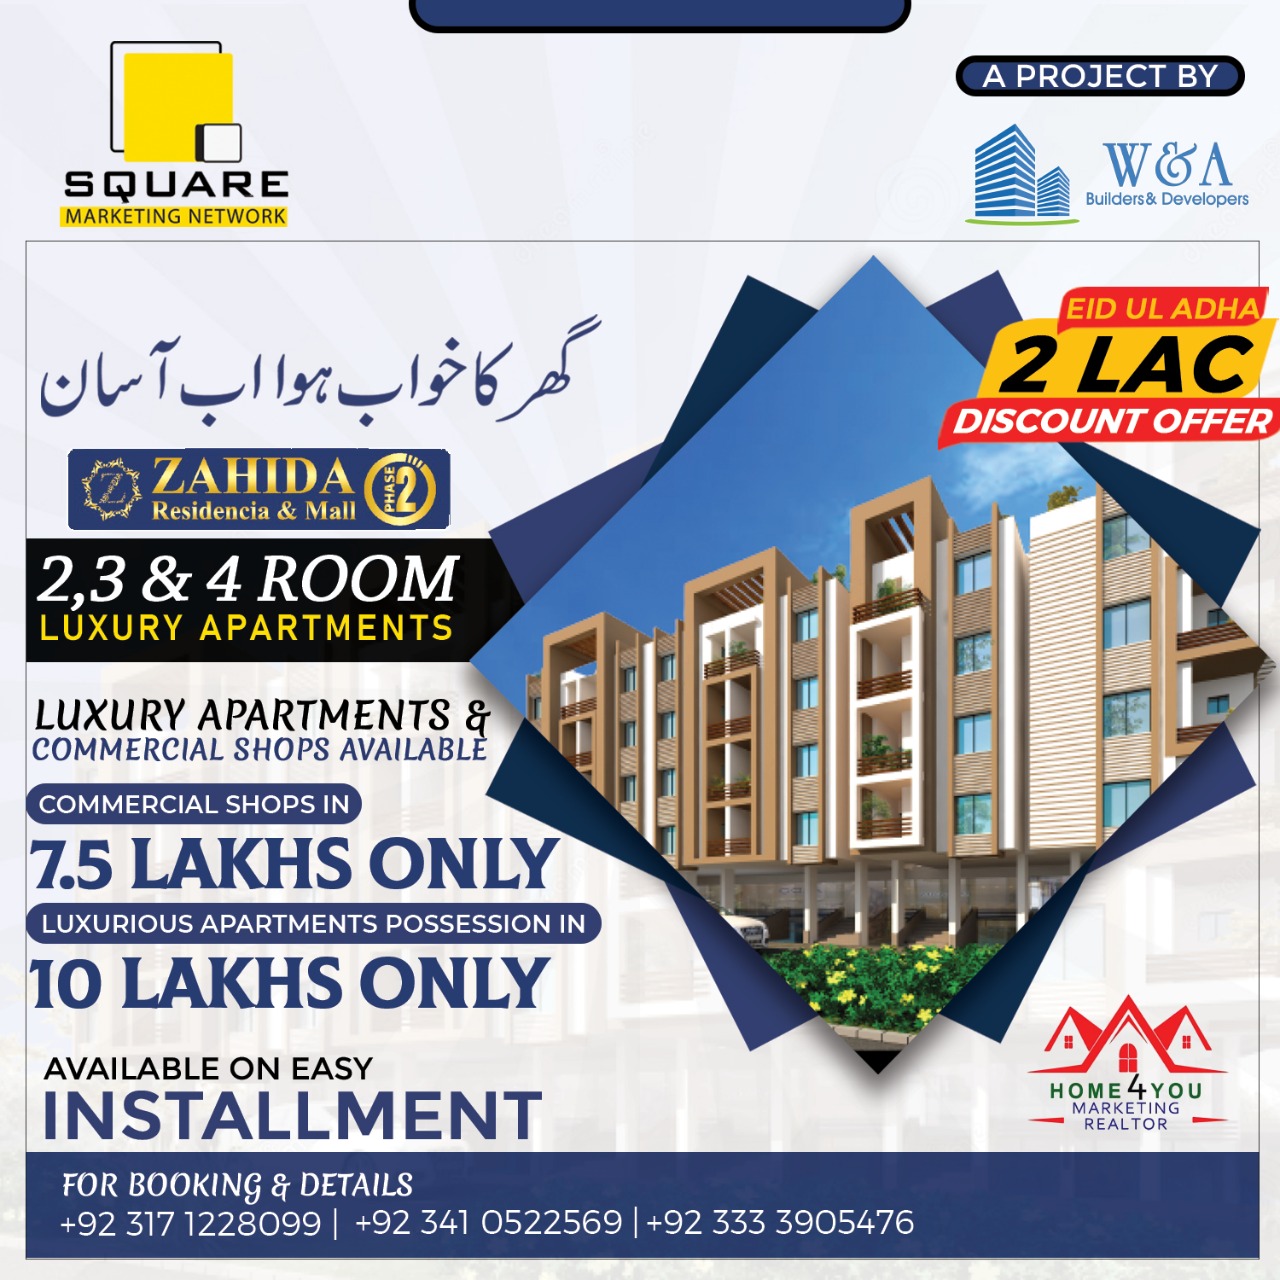 SQUARE
MARKETING NETWORK
A PROJECT BY
W&A
Builders & Developers
گھر کا خواب ہوا اب آسان
EID UL ADHA
2 LAC
DISCOUNT OFFER
Z ZAHIDA
Residencia & Mall
PHASE 2
2,3 & 4 ROOM
LUXURY APARTMENTS
LUXURY APARTMENTS &
COMMERCIAL SHOPS AVAILABLE
COMMERCIAL SHOPS IN
7.5 LAKHS ONLY
LUXURIOUS APARTMENTS POSSESSION IN
10 LAKHS ONLY
AVAILABLE ON EASY
INSTALLMENT
HOME4YOU
MARKETING
REALTOR
FOR BOOKING & DETAILS
+92 317 1228099 | +92 341 0522569 | +92 333 3905476